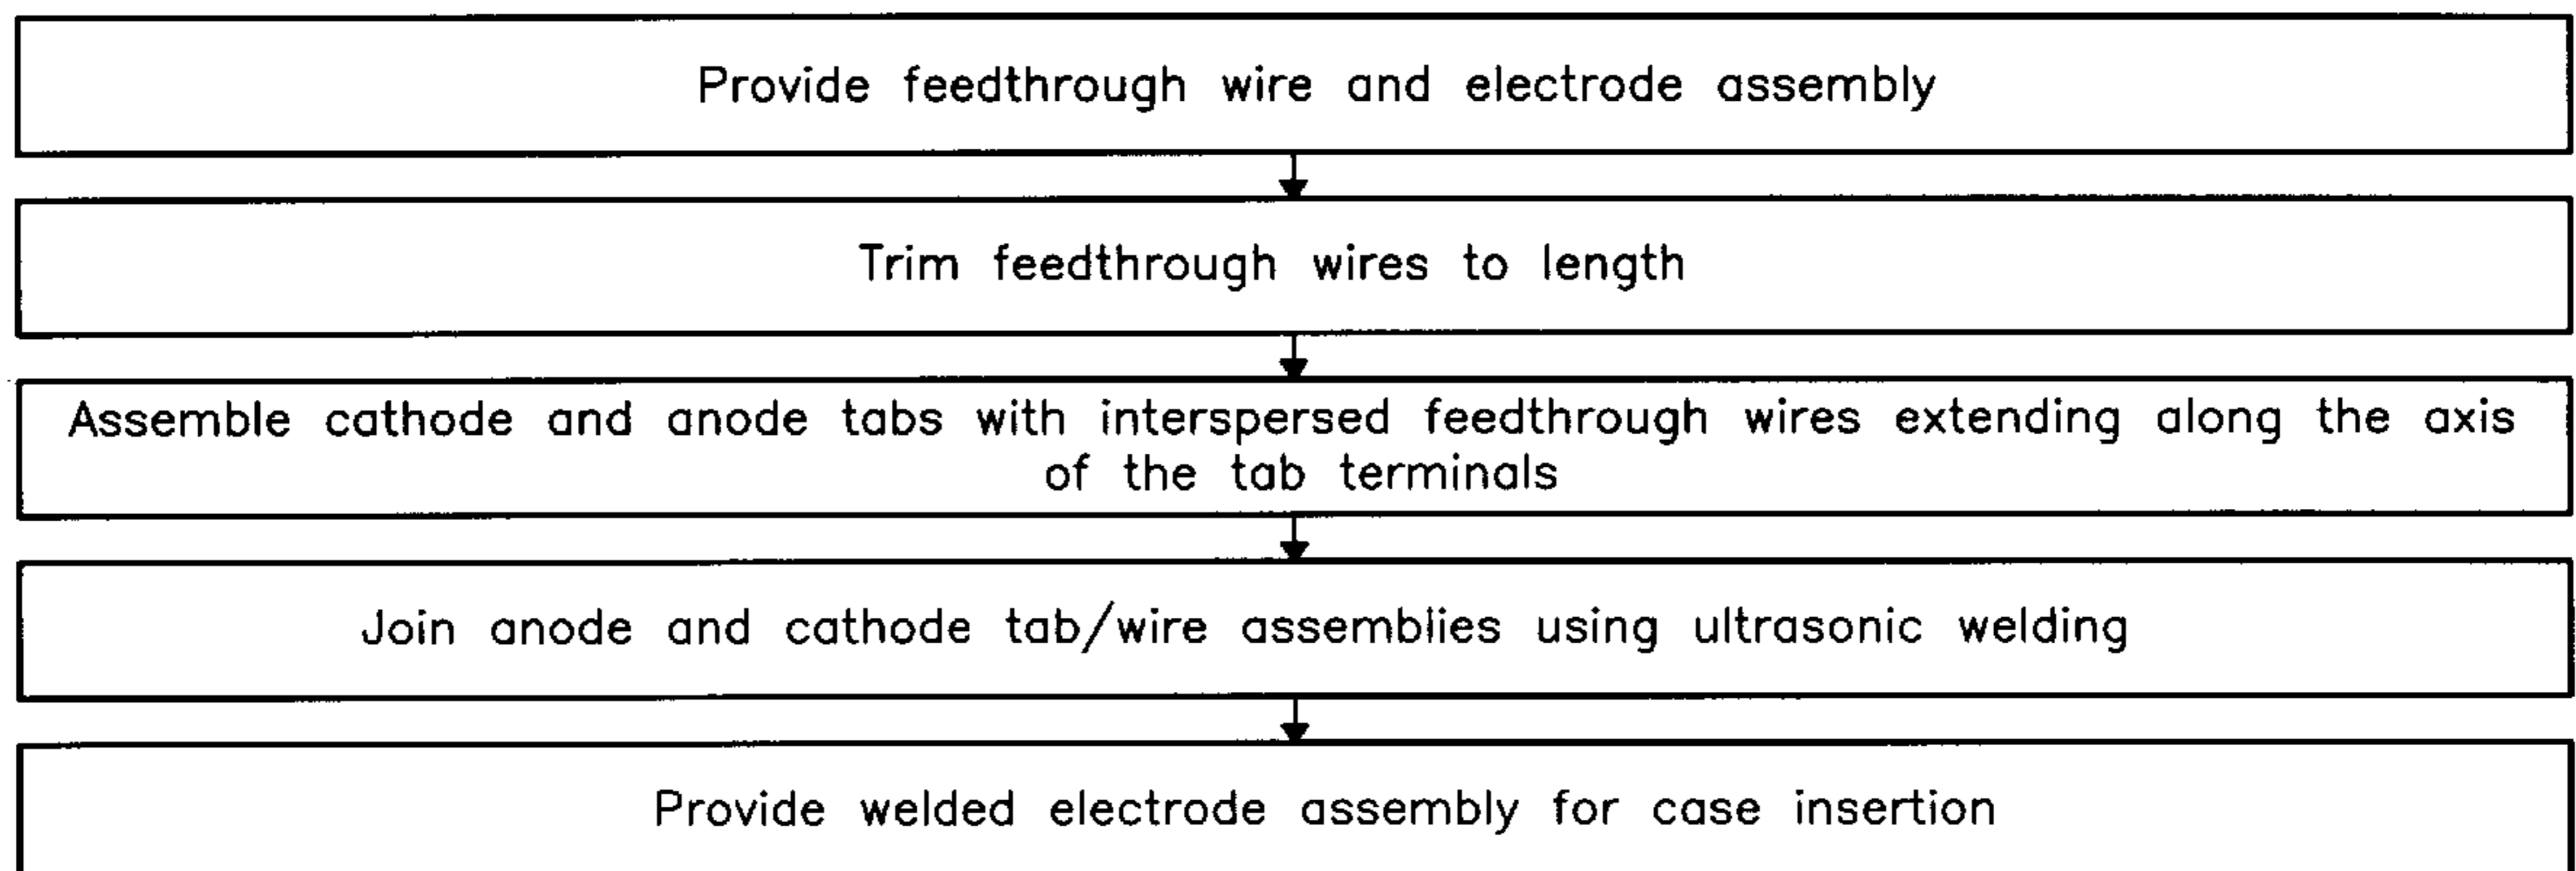 Provide feedthrough wire and electrode assembly
Trim feedthrough wires to length
Assemble cathode and anode tabs with interspersed feedthrough wires extending along the axis
of the tab terminals
Join anode and cathode tab/wire assemblies using ultrasonic welding
Provide welded electrode assembly for case insertion